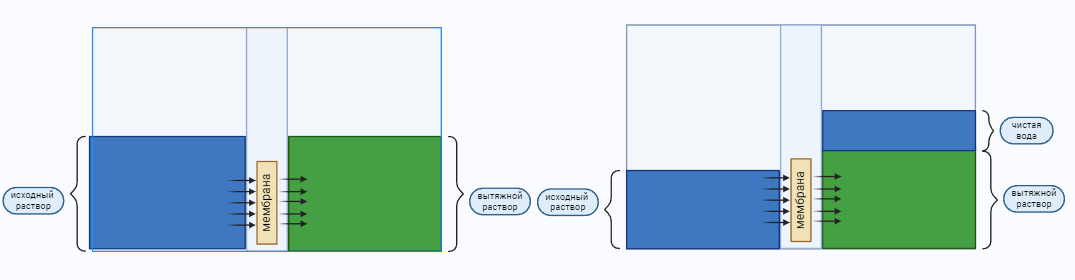 исходный
раствор
мембрана
вытяжной
раствор
исходный
раствор
мембрана
чистая
вода
вытяжной
раствор